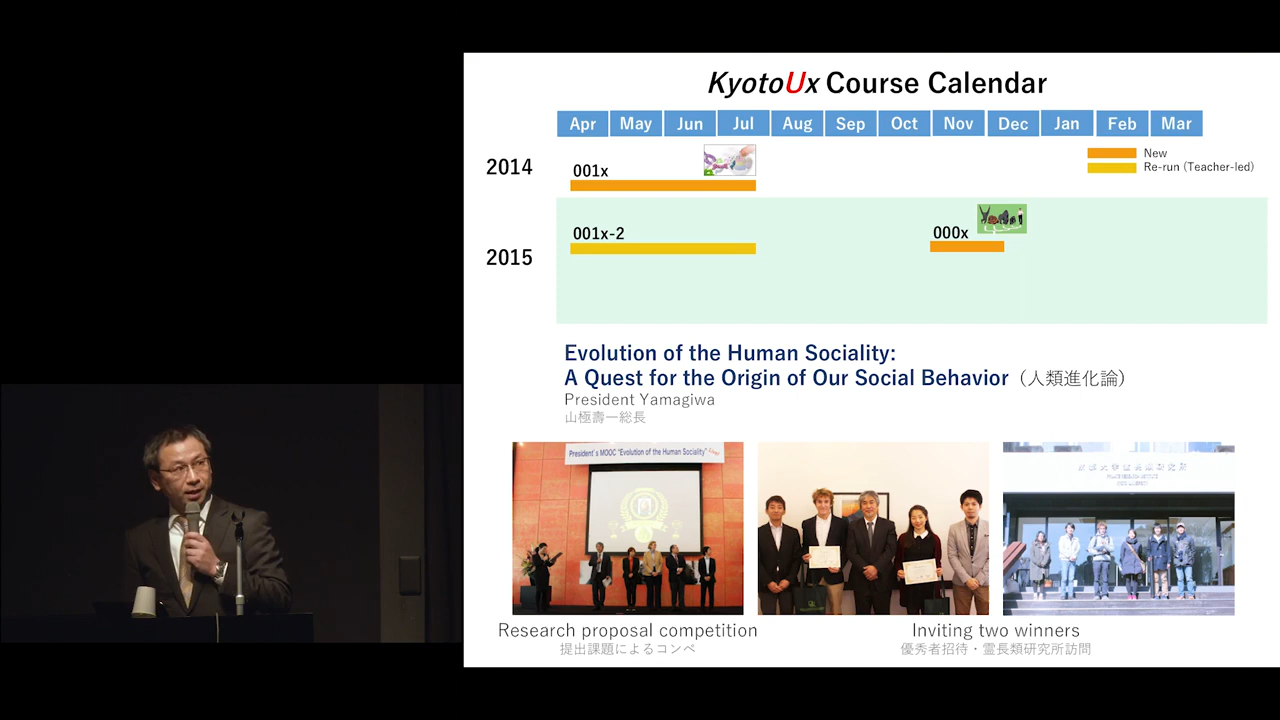 KyotoUx Course Calendar
Apr May Jun Jul Aug Sep Oct Nov Dec Jan Feb Mar
2014
001x
New
Re-run (Teacher-led)
2015
001x-2
000x
Evolution of the Human Sociality:
A Quest for the Origin of Our Social Behavior（人類進化論）
President Yamagiwa
山極壽一総長
President's MOOC "Evolution of the Human Sociality"
Research proposal competition
提出課題によるコンペ
Inviting two winners
優秀者招待・霊長類研究所訪問